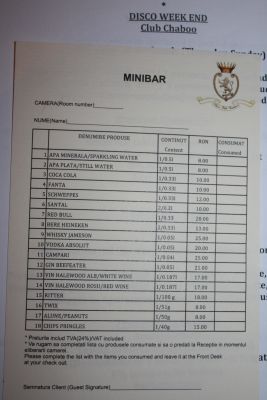 *
DISCO WEEK END
Club Chaboo
MINIBAR
CAMERA(Room number)
NUME(Name)
DENUMIRE PRODUSE CONTINUT Content RON CONSUMAT Consumed
1 APA MINERALA/SPARKLING WATER 1/0.5l 8.00
2 APA PLATA/STILL WATER 1/0.5l 8.00
3 COCA COLA 1/0.33l 10.00
4 FANTA 1/0.33l 10.00
5 SCHWEPPES 1/0.33l 12.00
6 SANTAL 0.2l 10.00
7 RED BULL 1/0.33 20.00
8 BERE HEINEKEN 0.33l 13.00
9 WHISKY JAMESON 1/0.05l 25.00
10 VODKA ABSOLUT 1/0.05l 20.00
11 CAMPARI 1/0.04l 25.00
12 GIN BEEFEATER 1/0.05l 21.00
13 VIN HALEWOOD ALB/WHITE WINE 1/0.187l 17.00
14 VIN HALEWOOD ROSU/RED WINE 1/0.187l 17.00
15 RITTER 1/100 g 18.00
16 TWIX 1/51g 8.00
17 ALUNE/PEANUTS 1/50g 8.00
18 CHIPS PRINGLES 1/40g 15.00
* Preturile includ TVA(24%)/VAT included
* Va rugam sa completati lista cu produsele consumate si sa o predati la Receptie in momentul
eliberarii camerei
Please complete the list with the items you consumed and leave it at the Front Desk
at your check out.
Semnatura Client (Guest Signature)